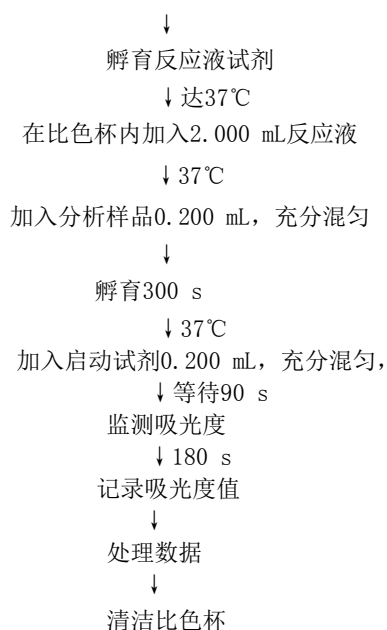 ↓
孵育反应液试剂
↓达37℃
在比色杯内加入2.000 mL反应液
↓37℃
加入分析样品0.200 mL，充分混匀
↓
孵育300 s
↓37℃
加入启动试剂0.200 mL，充分混匀，
↓等待90 s
监测吸光度
↓180 s
记录吸光度值
↓
处理数据
↓
清洁比色杯